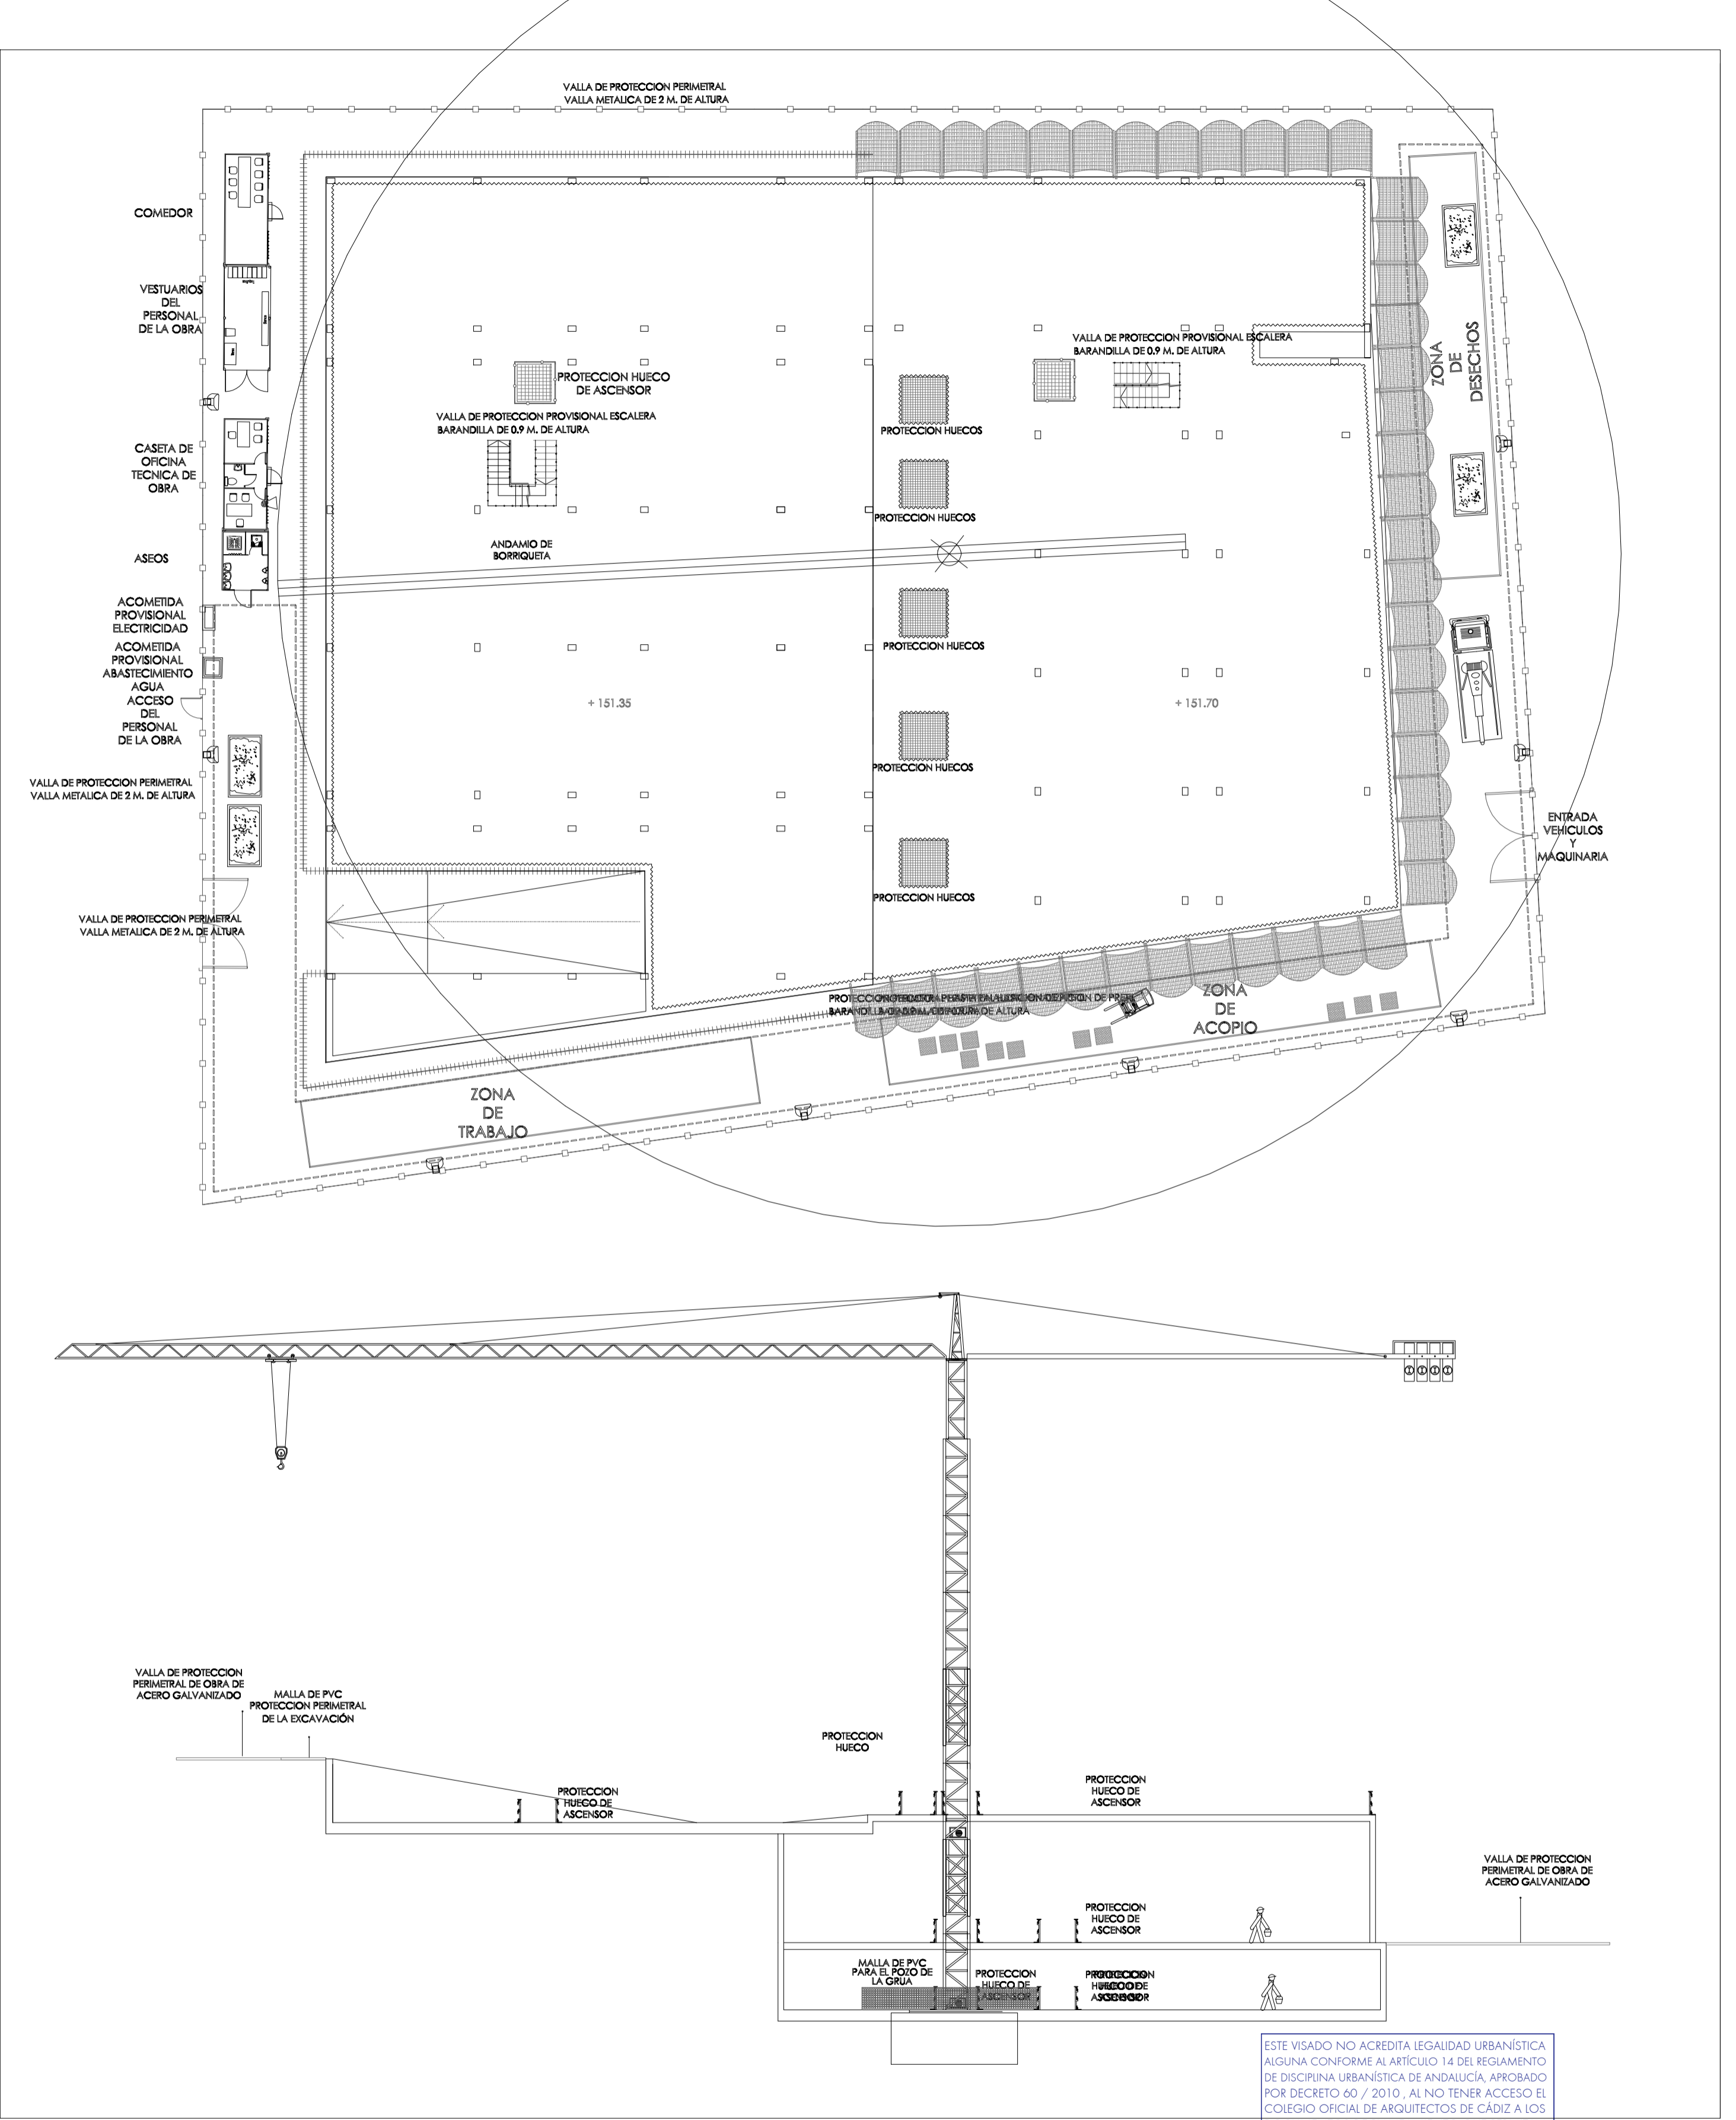 VALLA DE PROTECCION PERIMETRAL
VALLA METALICA DE 2 M. DE ALTURA
COMEDOR
VESTUARIOS
DEL
PERSONAL
DE LA OBRA
VALLA DE PROTECCION PROVISIONAL ESCALERA
BARANDILLA DE 0.9 M. DE ALTURA
ZONA
DE
DESECHOS
PROTECCION HUECO
DE ASCENSOR
VALLA DE PROTECCION PROVISIONAL ESCALERA
BARANDILLA DE 0.9 M. DE ALTURA
PROTECCION HUECOS
CASETA DE
OFICINA
TECNICA DE
OBRA
PROTECCION HUECOS
ANDAMIO DE
BORRIQUETA
ASEOS
ACOMETIDA
PROVISIONAL
ELECTRICIDAD
PROTECCION HUECOS
ACOMETIDA
PROVISIONAL
ABASTECIMIENTO
AGUA
ACCESO
DEL
PERSONAL
DE LA OBRA
+ 151.35
+ 151.70
PROTECCION HUECOS
VALLA DE PROTECCION PERIMETRAL
VALLA METALICA DE 2 M. DE ALTURA
ENTRADA
VEHICULOS
Y
MAQUINARIA
PROTECCION HUECOS
VALLA DE PROTECCION PERIMETRAL
VALLA METALICA DE 2 M. DE ALTURA
ZONA
DE
ACOPIO
ZONA
DE
TRABAJO
VALLA DE PROTECCION
PERIMETRAL DE OBRA DE
ACERO GALVANIZADO
MALLA DE PVC
PROTECCION PERIMETRAL
DE LA EXCAVACIÓN
PROTECCION
HUECO
PROTECCION
HUECO DE
ASCENSOR
PROTECCION
HUECO DE
ASCENSOR
VALLA DE PROTECCION
PERIMETRAL DE OBRA DE
ACERO GALVANIZADO
PROTECCION
HUECO DE
ASCENSOR
MALLA DE PVC
PARA EL POZO DE
LA GRUA
PROTECCION
HUECO DE
ASCENSOR
PROTECCION
HUECO DE
ASCENSOR
ESTE VISADO NO ACREDITA LEGALIDAD URBANÍSTICA
ALGUNA CONFORME AL ARTÍCULO 14 DEL REGLAMENTO
DE DISCIPLINA URBANÍSTICA DE ANDALUCÍA, APROBADO
POR DECRETO 60 / 2010 , AL NO TENER ACCESO EL
COLEGIO OFICIAL DE ARQUITECTOS DE CÁDIZ A LOS